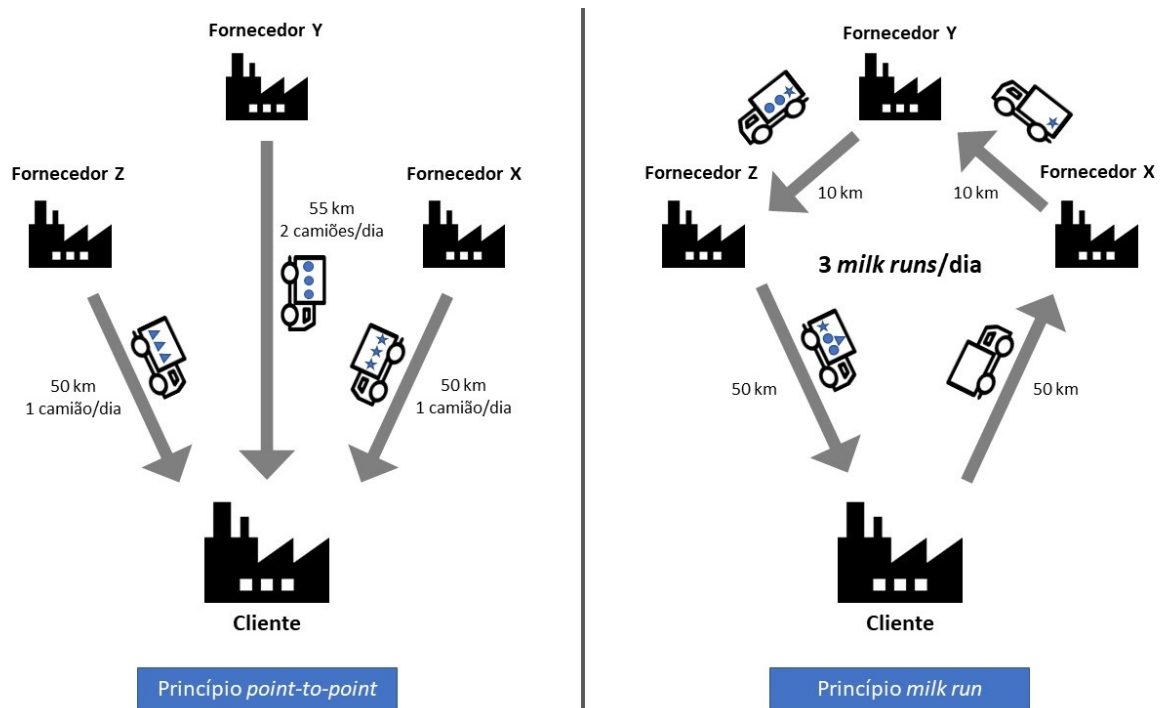 Fornecedor Y
Fornecedor Z
Fornecedor X
55 km
2 camiões/dia
50 km
1 camião/dia
50 km
1 camião/dia
Cliente
Princípio point-to-point
Fornecedor Y
Fornecedor Z
Fornecedor X
10 km
10 km
3 milk runs/dia
50 km
50 km
Cliente
Princípio milk run